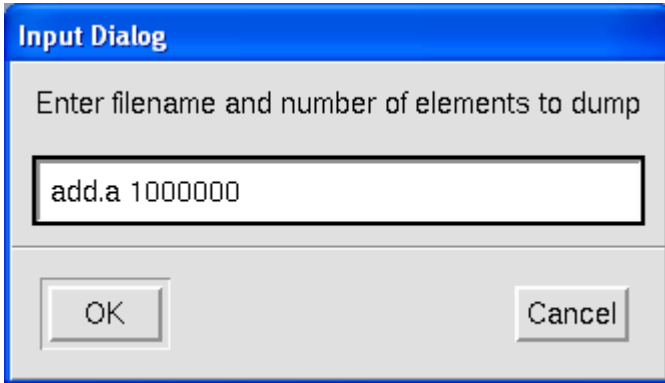 Input Dialog
Enter filename and number of elements to dump
add.a 1000000
OK Cancel